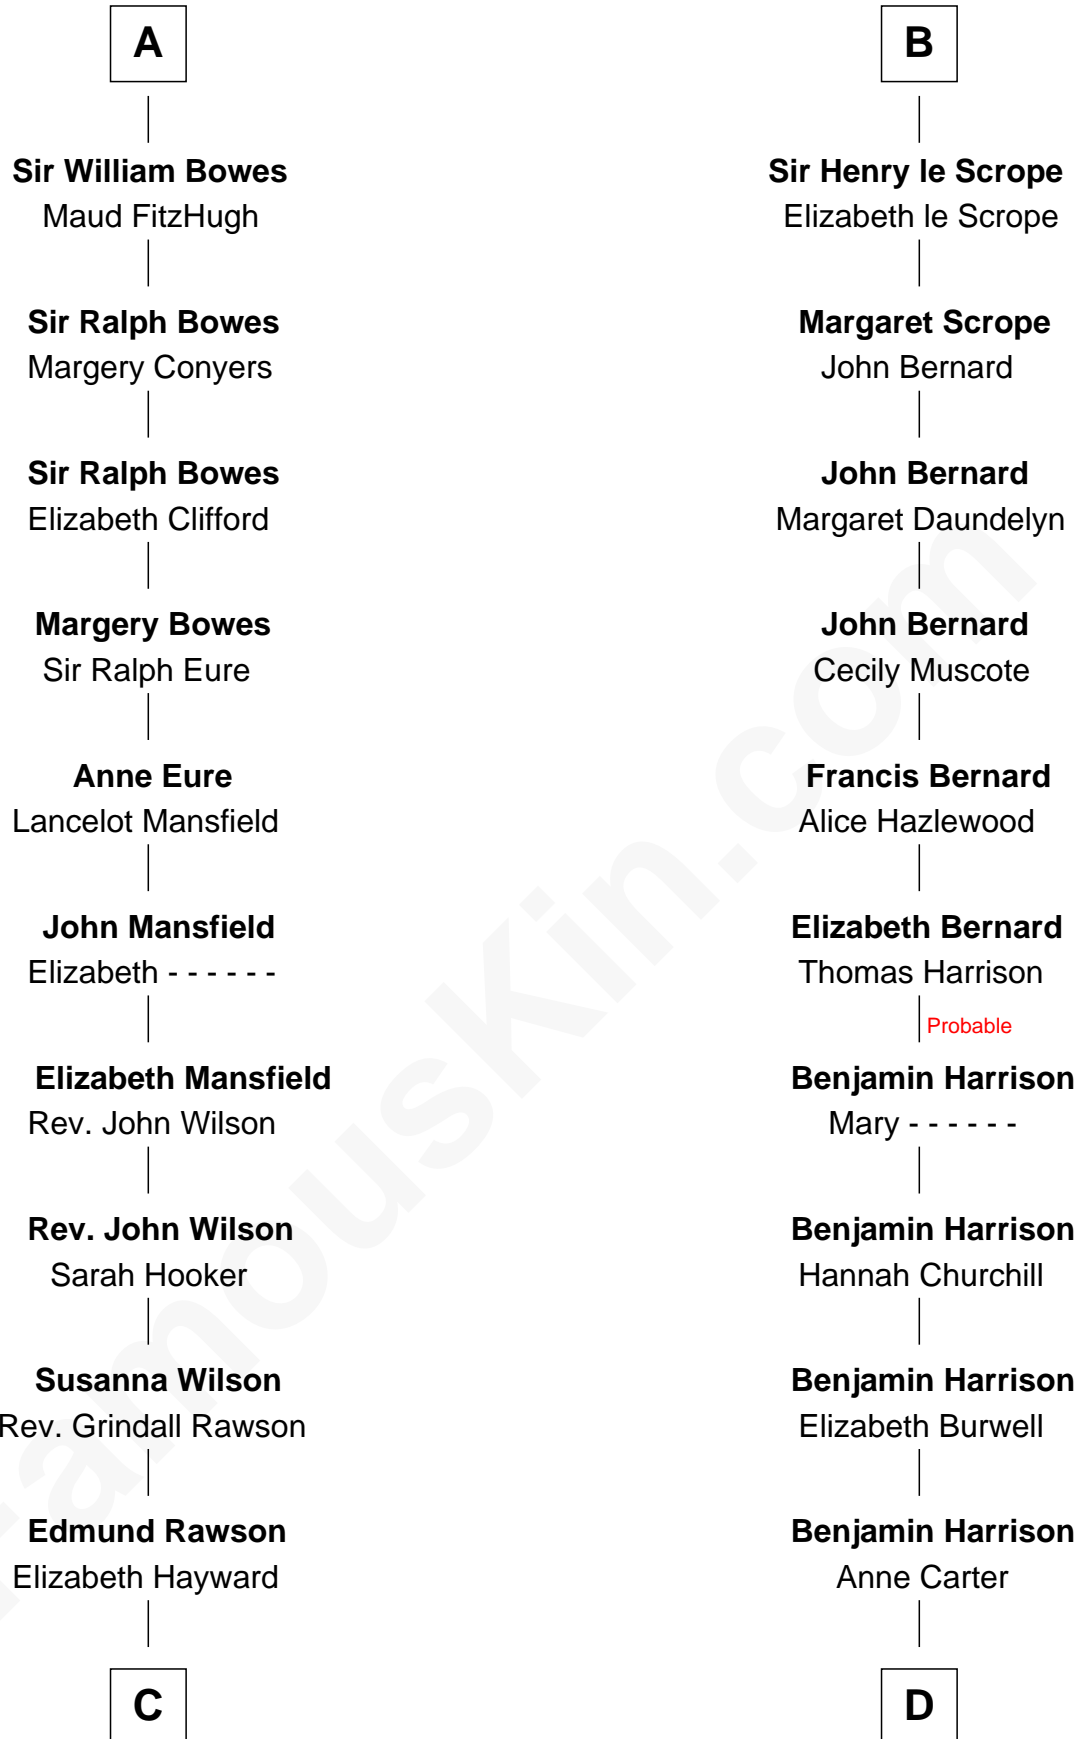 A
Sir William Bowes
Maud FitzHugh
Sir Ralph Bowes
Margery Conyers
Sir Ralph Bowes
Elizabeth Clifford
Margery Bowes
Sir Ralph Eure
Anne Eure
Lancelot Mansfield
John Mansfield
Elizabeth - - - - - -
Elizabeth Mansfield
Rev. John Wilson
Rev. John Wilson
Sarah Hooker
Susanna Wilson
Rev. Grindall Rawson
Edmund Rawson
Elizabeth Hayward
C
B
Sir Henry le Scrope
Elizabeth le Scrope
Margaret Scrope
John Bernard
John Bernard
Margaret Daundelyn
John Bernard
Cecily Muscote
Francis Bernard
Alice Hazlewood
Elizabeth Bernard
Thomas Harrison
Probable
Benjamin Harrison
Mary - - - - - -
Benjamin Harrison
Hannah Churchill
Benjamin Harrison
Elizabeth Burwell
Benjamin Harrison
Anne Carter
D
FamousKin.com